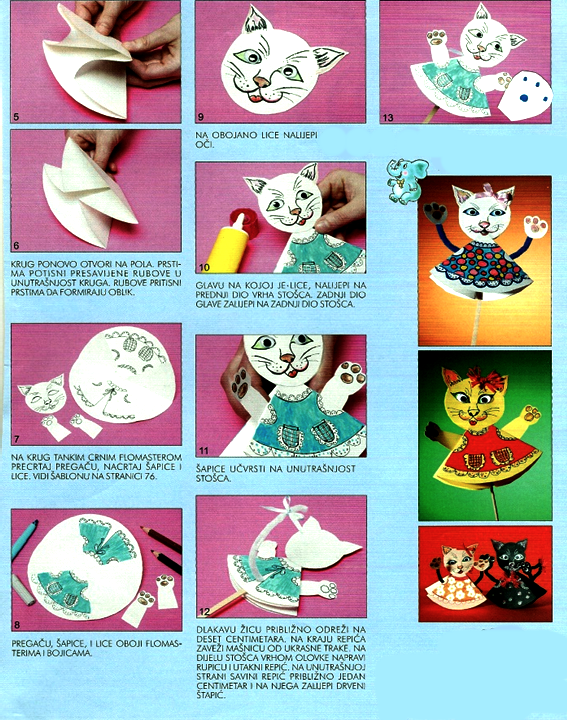 5
6
KRUG PONOVO OTVORI NA POLA. PRSTI-
MA POTISNI PRESAVIJENE RUBOVE U
UNUTRAŠNJOST KRUGA. RUBOVE PRITISNI
PRSTIMA DA FORMIRAJU OBLIK.
7
NA KRUG TANKIM CRNIM FLOMASTEROM
PRECRTAJ PREGAČU, NACRTAJ ŠAPICE I
LICE. VIDI ŠABLONU NA STRANICI 76.
8
PREGAČU, ŠAPICE, I LICE OBOJI FLOMAS-
TERIMA I BOJICAMA.
9
NA OBOJANO LICE NALIJEPI
OČI.
10
GLAVU NA KOJOJ JE-LICE, NALIJEPI NA
PREDNJI DIO VRHA STOŠCA. ZADNJI DIO
GLAVE ZALIJEPI NA ZADNJI DIO STOŠCA.
11
ŠAPICE UČVRSTI NA UNUTRAŠNJOST
STOŠCA.
12
DLAKAVU ŽICU PRIBLIŽNO ODREŽI NA
DESET CENTIMETARA. NA KRAJU REPIĆA
ZAVEŽI MAŠNICU OD UKRASNE TRAKE. NA
DIJELU STOŠCA VRHOM OLOVKE NAPRAVI
RUPICU I UTAKNI REPIĆ. NA UNUTRAŠNJOJ
STRANI SAVINI REPIĆ PRIBLIŽNO JEDAN
CENTIMETAR I NA NJEGA ZALIJEPI DRVENI
ŠTAPIĆ.
13